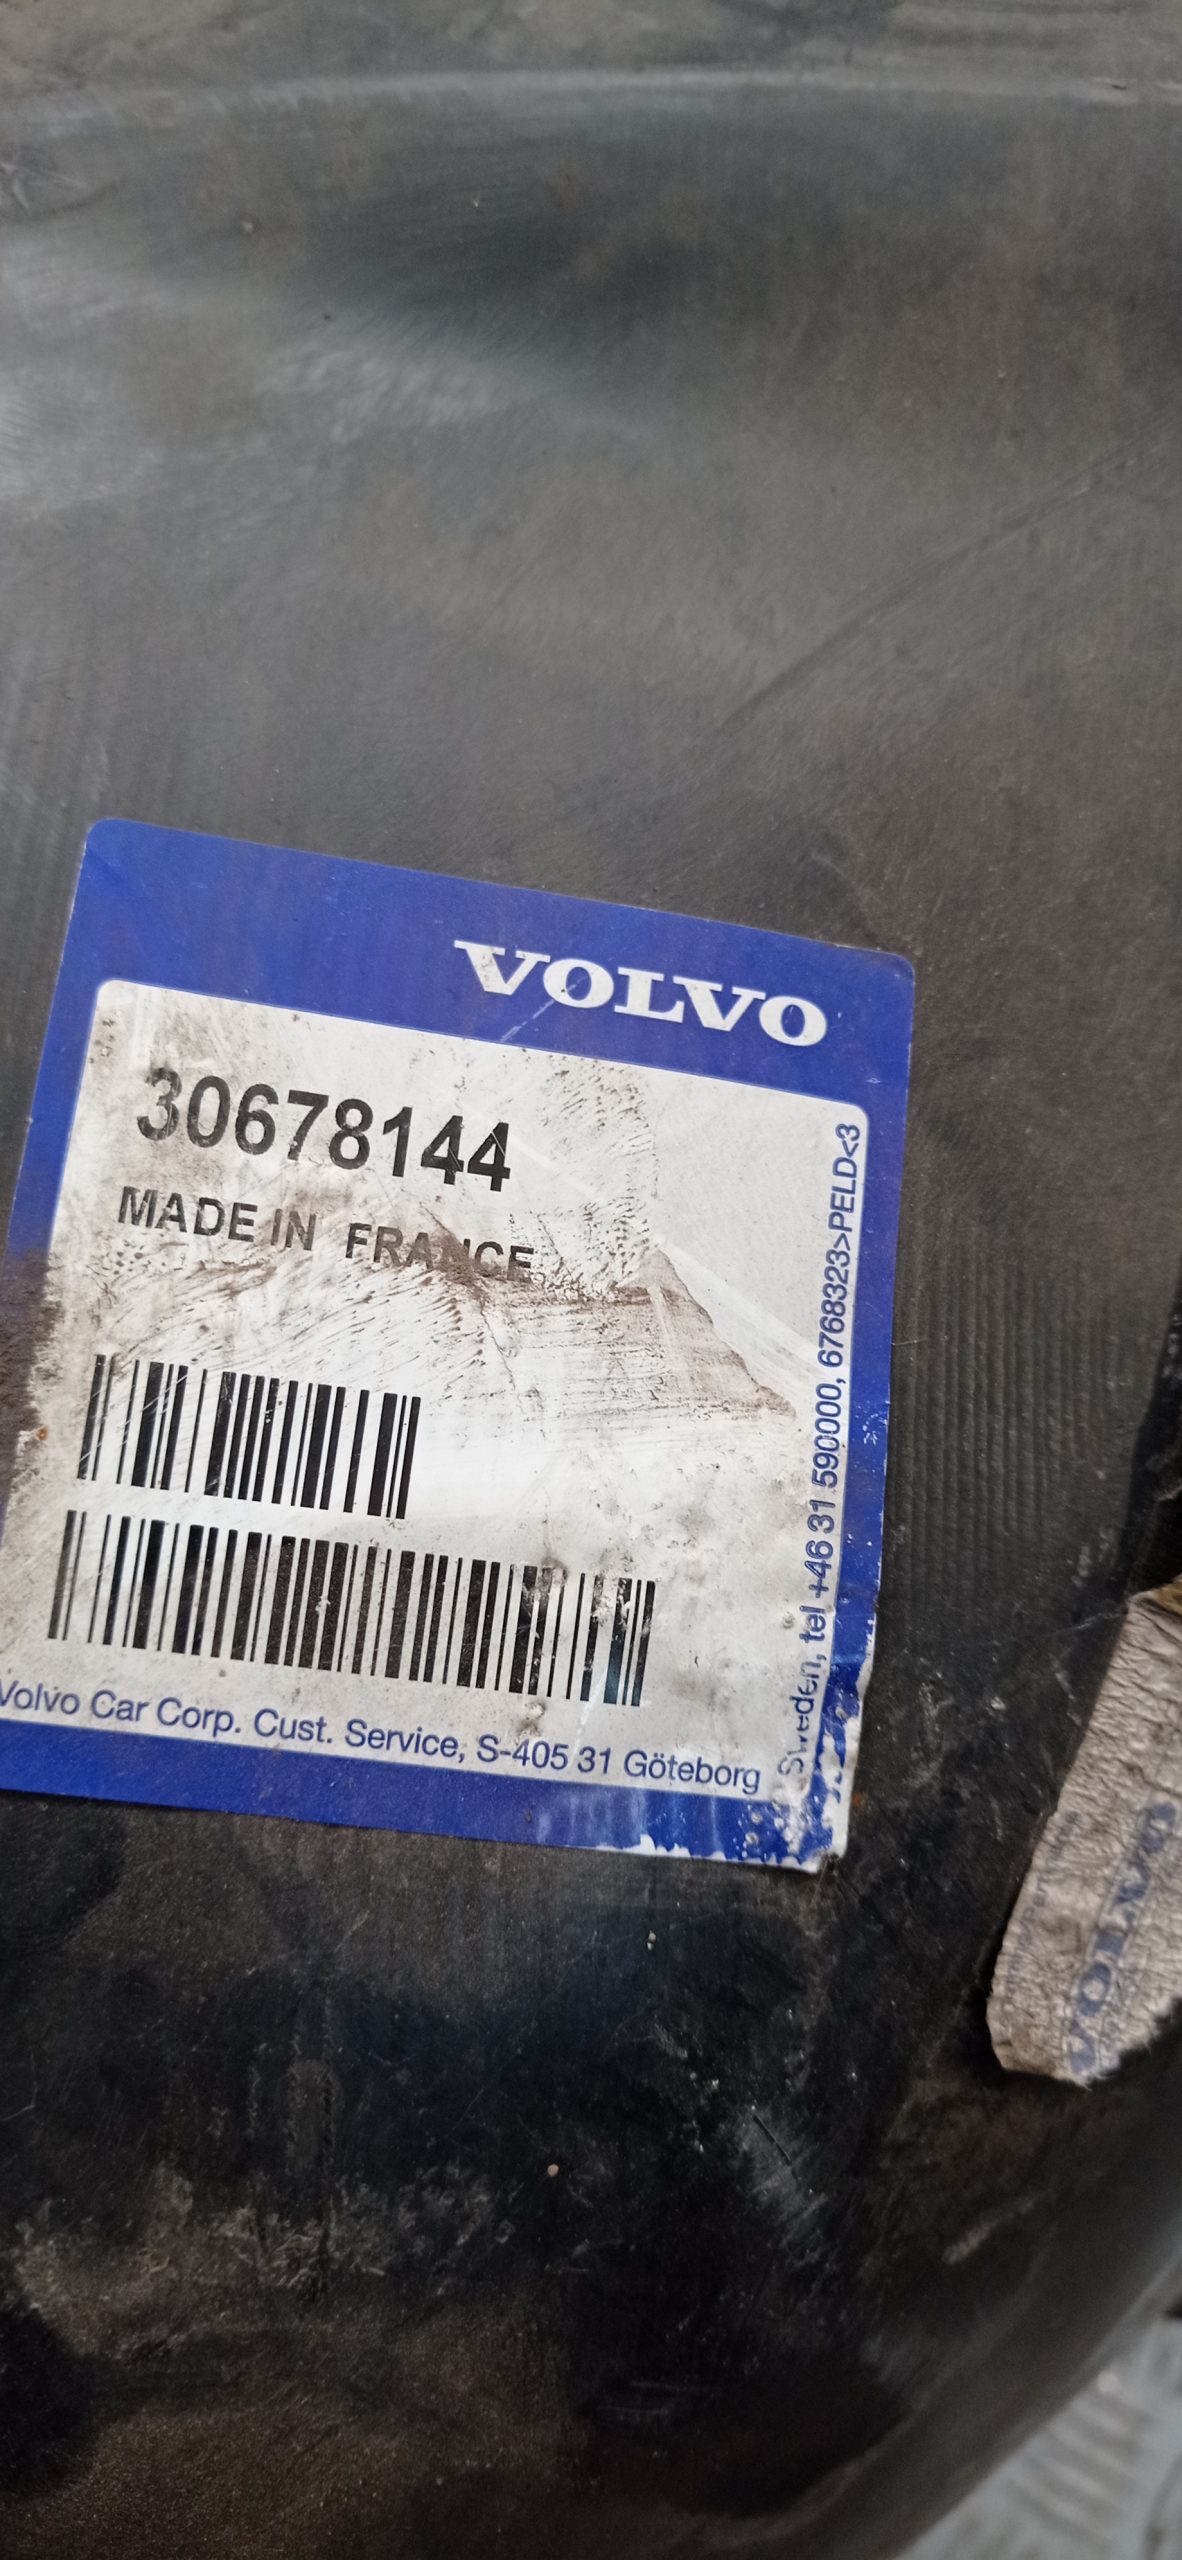 VOLVO
30678144
MADE IN FRANCE
Volvo Car Corp. Cust. Service, S-405 31 Göteborg
Sweden, tel +46 31 590000, 6768323>PELD<3
VOLVO